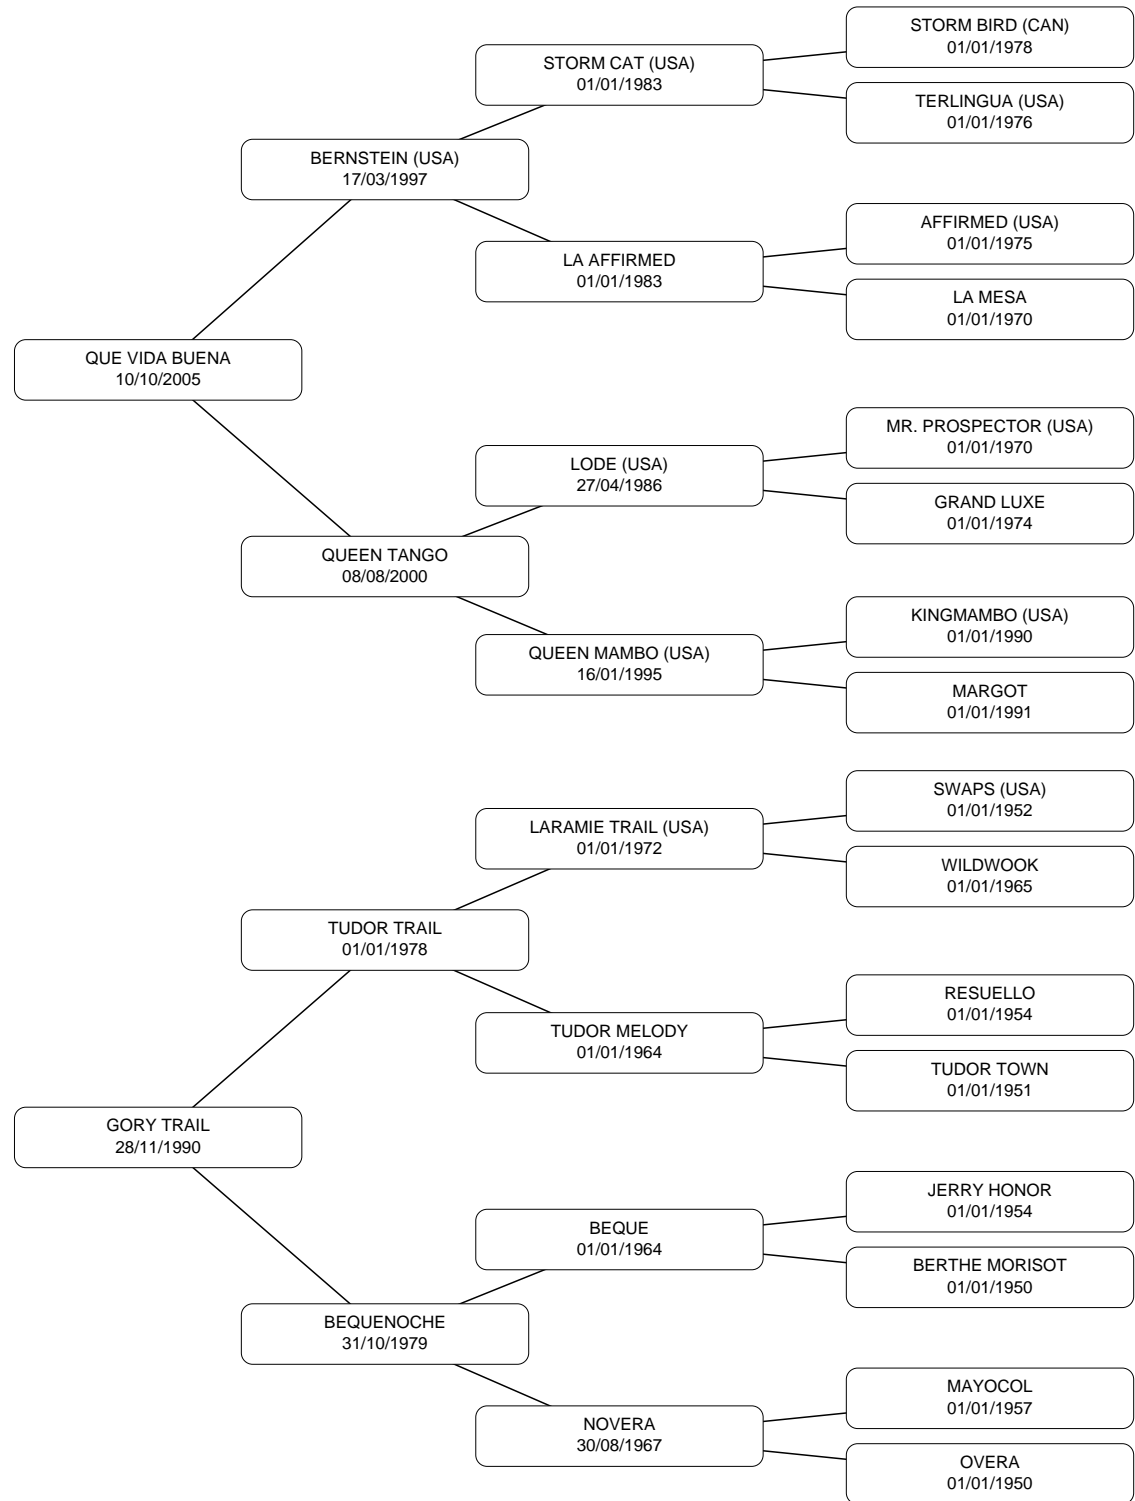 STORM BIRD (CAN)
01/01/1978
STORM CAT (USA)
01/01/1983
TERLINGUA (USA)
01/01/1976
BERNSTEIN (USA)
17/03/1997
AFFIRMED (USA)
01/01/1975
LA AFFIRMED
01/01/1983
LA MESA
01/01/1970
QUE VIDA BUENA
10/10/2005
MR. PROSPECTOR (USA)
01/01/1970
LODE (USA)
27/04/1986
GRAND LUXE
01/01/1974
QUEEN TANGO
08/08/2000
KINGMAMBO (USA)
01/01/1990
QUEEN MAMBO (USA)
16/01/1995
MARGOT
01/01/1991
SWAPS (USA)
01/01/1952
LARAMIE TRAIL (USA)
01/01/1972
WILDWOOK
01/01/1965
TUDOR TRAIL
01/01/1978
RESUELLO
01/01/1954
TUDOR MELODY
01/01/1964
TUDOR TOWN
01/01/1951
GORY TRAIL
28/11/1990
JERRY HONOR
01/01/1954
BEQUE
01/01/1964
BERTHE MORISOT
01/01/1950
BEQUENOCHE
31/10/1979
MAYOCOL
01/01/1957
NOVERA
30/08/1967
OVERA
01/01/1950